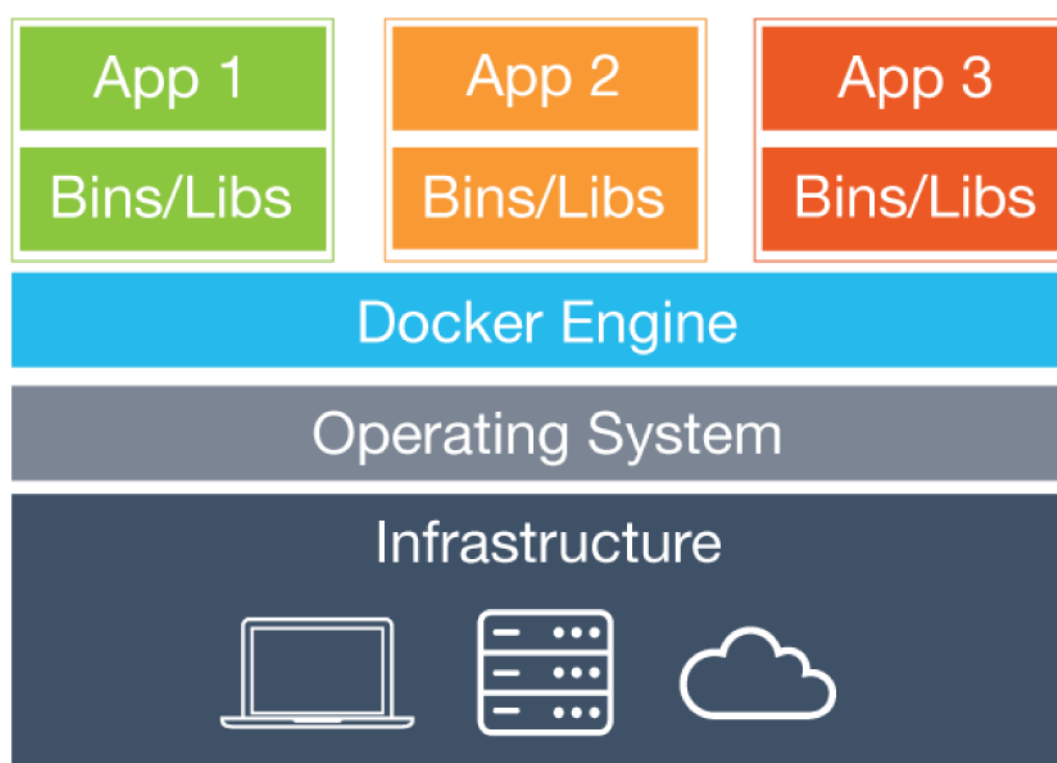 App 1
App 2
App 3
Bins/Libs
Bins/Libs
Bins/Libs
Docker Engine
Operating System
Infrastructure